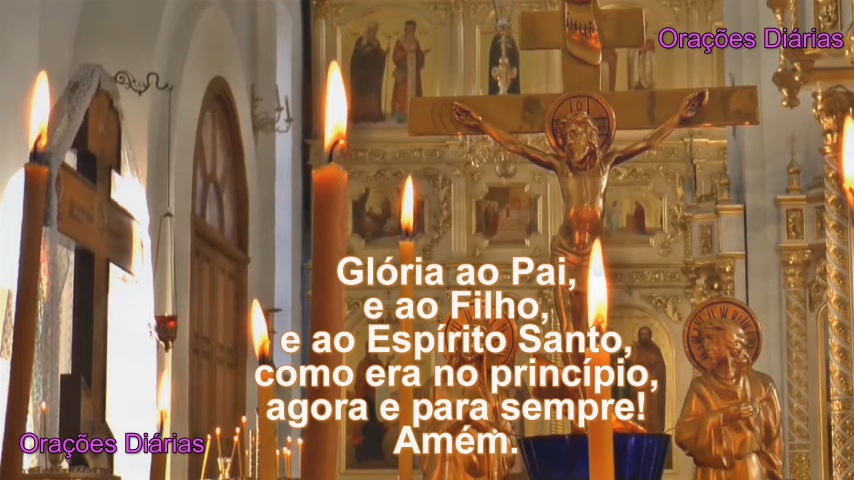 Orações Diárias
Glória ao Pai,
e ao Filho,
e ao Espírito Santo,
como era no princípio,
agora e para sempre!
Amém.
Orações Diárias